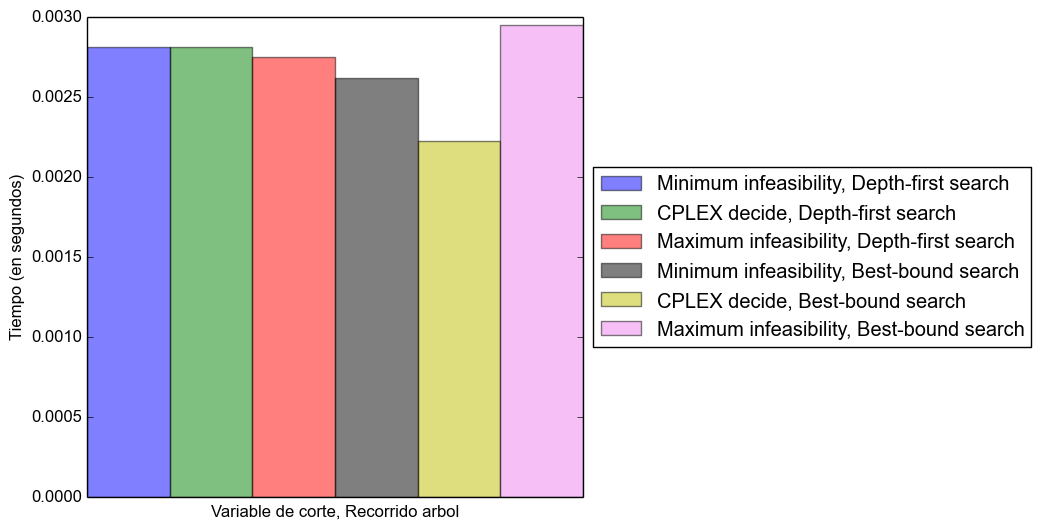 0.0030
0.0025
0.0020
0.0015
0.0010
0.0005
0.0000
Tiempo (en segundos)
Variable de corte, Recorrido arbol
Minimum infeasibility, Depth-first search
CPLEX decide, Depth-first search
Maximum infeasibility, Depth-first search
Minimum infeasibility, Best-bound search
CPLEX decide, Best-bound search
Maximum infeasibility, Best-bound search